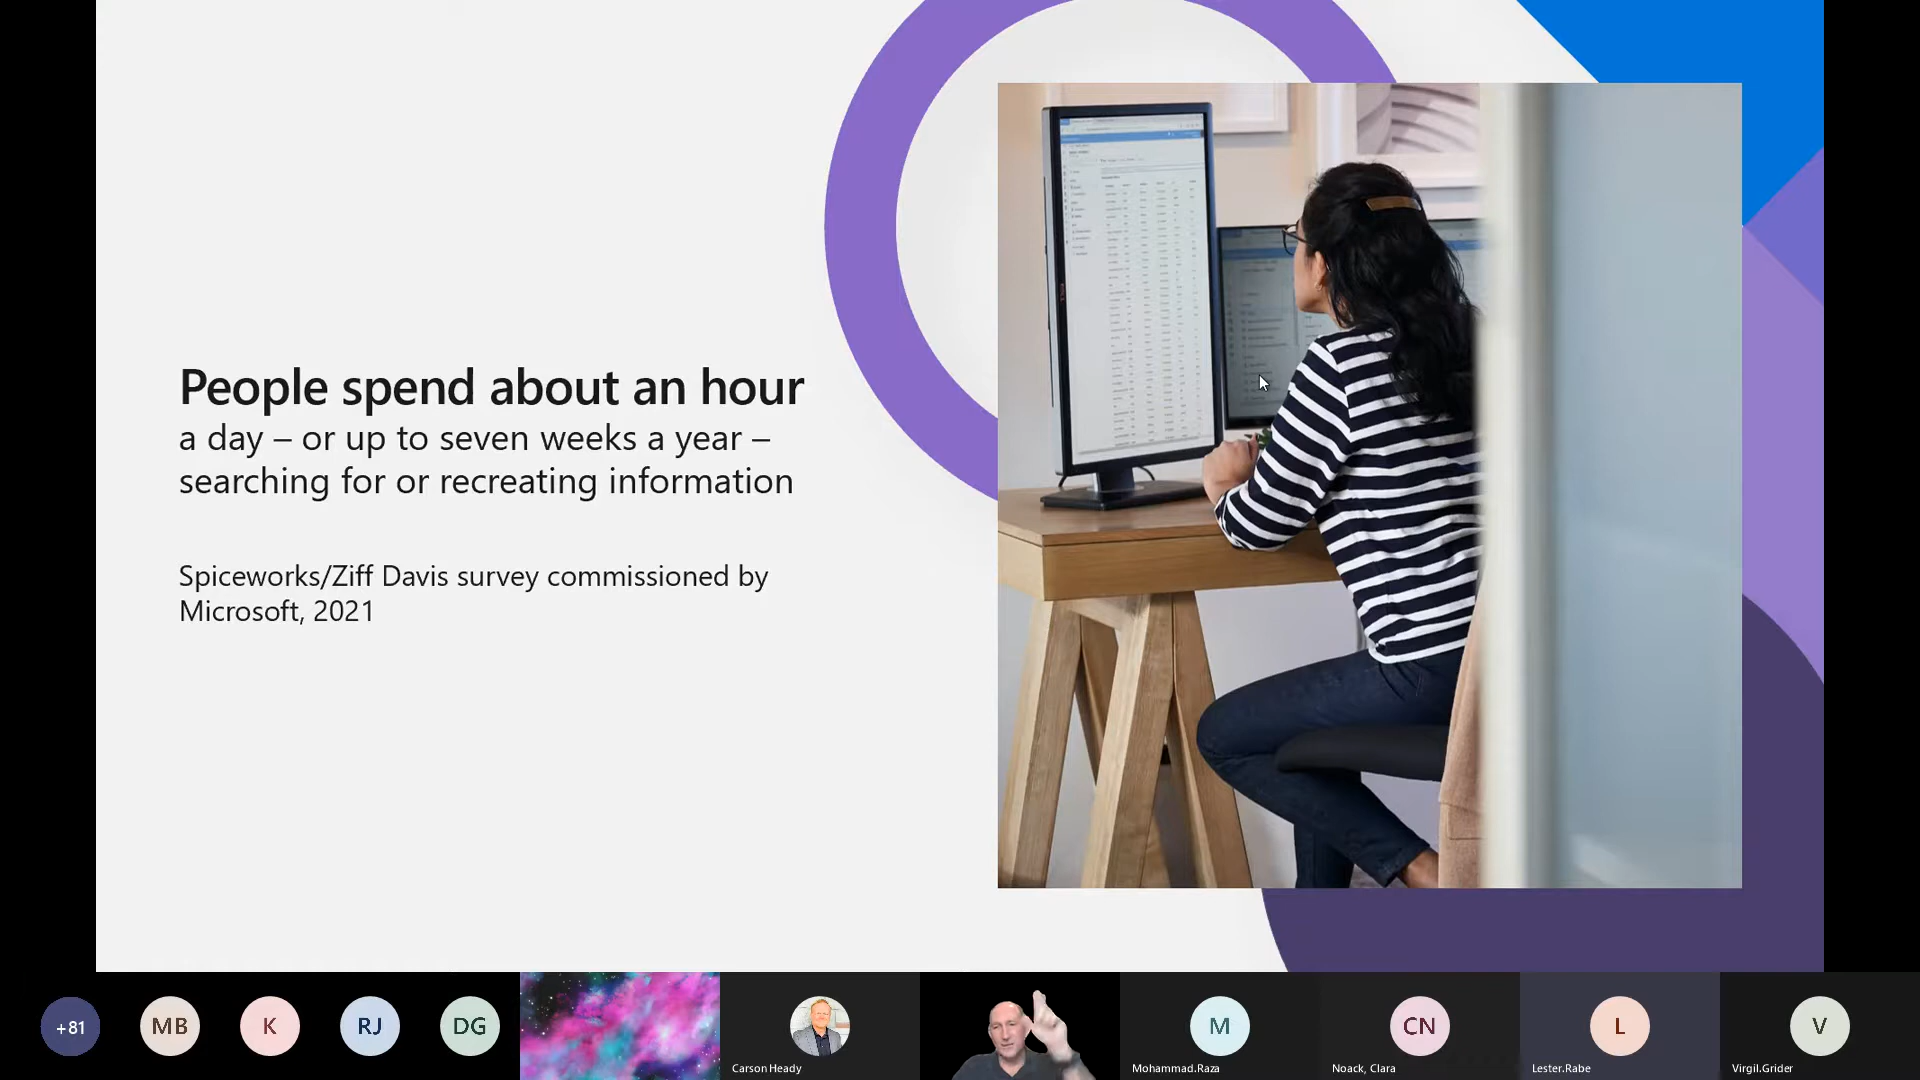 People spend about an hour
a day – or up to seven weeks a year –
searching for or recreating information
Spiceworks/Ziff Davis survey commissioned by
Microsoft, 2021
+81
MB
K
RJ
DG
Carson Heady
M
Mohammad.Raza
CN
Noack, Clara
L
Lester.Rabe
V
Virgil.Grider